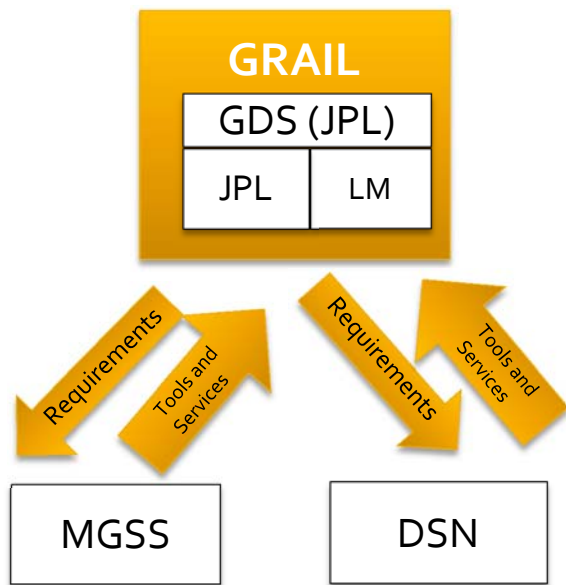 GRAIL
GDS (JPL)
JPL
LM
Requirements
Tools and
Services
Requirements
Tools and
Services
MGSS
DSN